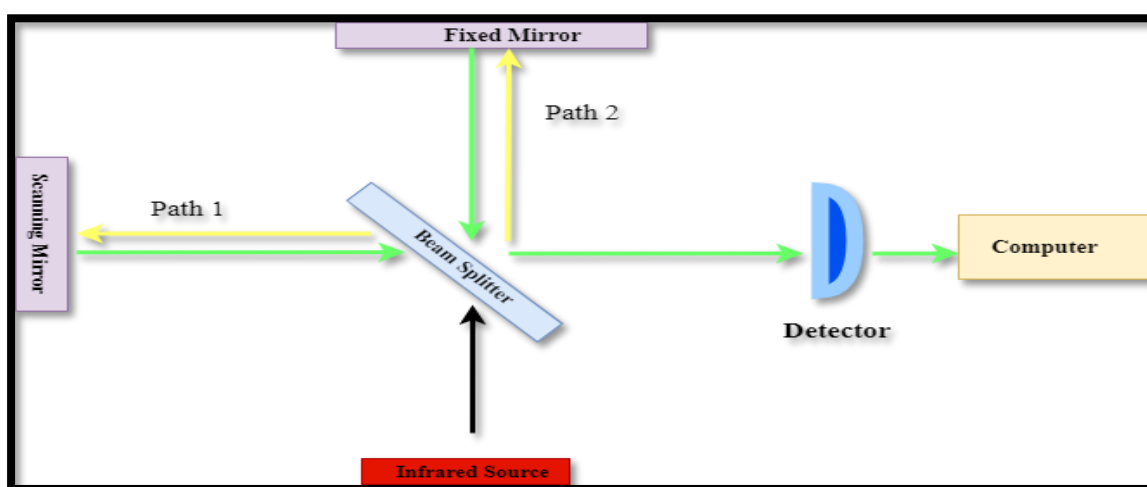 Fixed Mirror
Path 2
Scanning Mirror
Path 1
Beam Splitter
Computer
Detector
Infrared Source